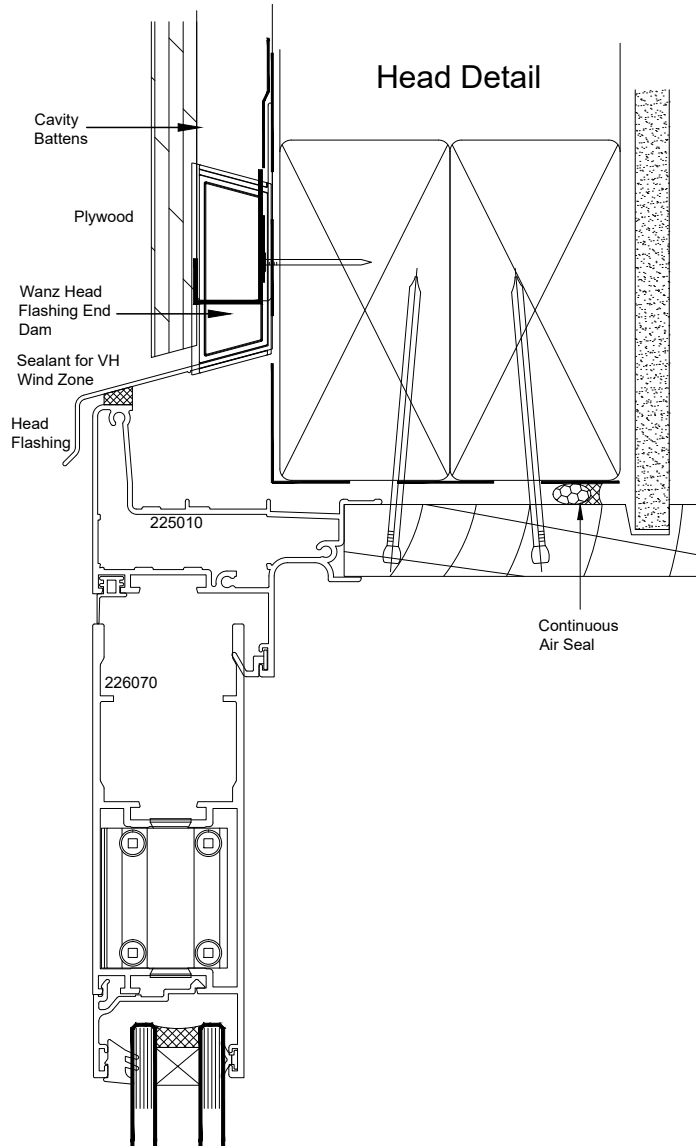 Head Detail
Cavity
Battens
Plywood
Wanz Head
Flashing End
Dam
Sealant for VH
Wind Zone
Head
Flashing
225010
Continuous
Air Seal
226070